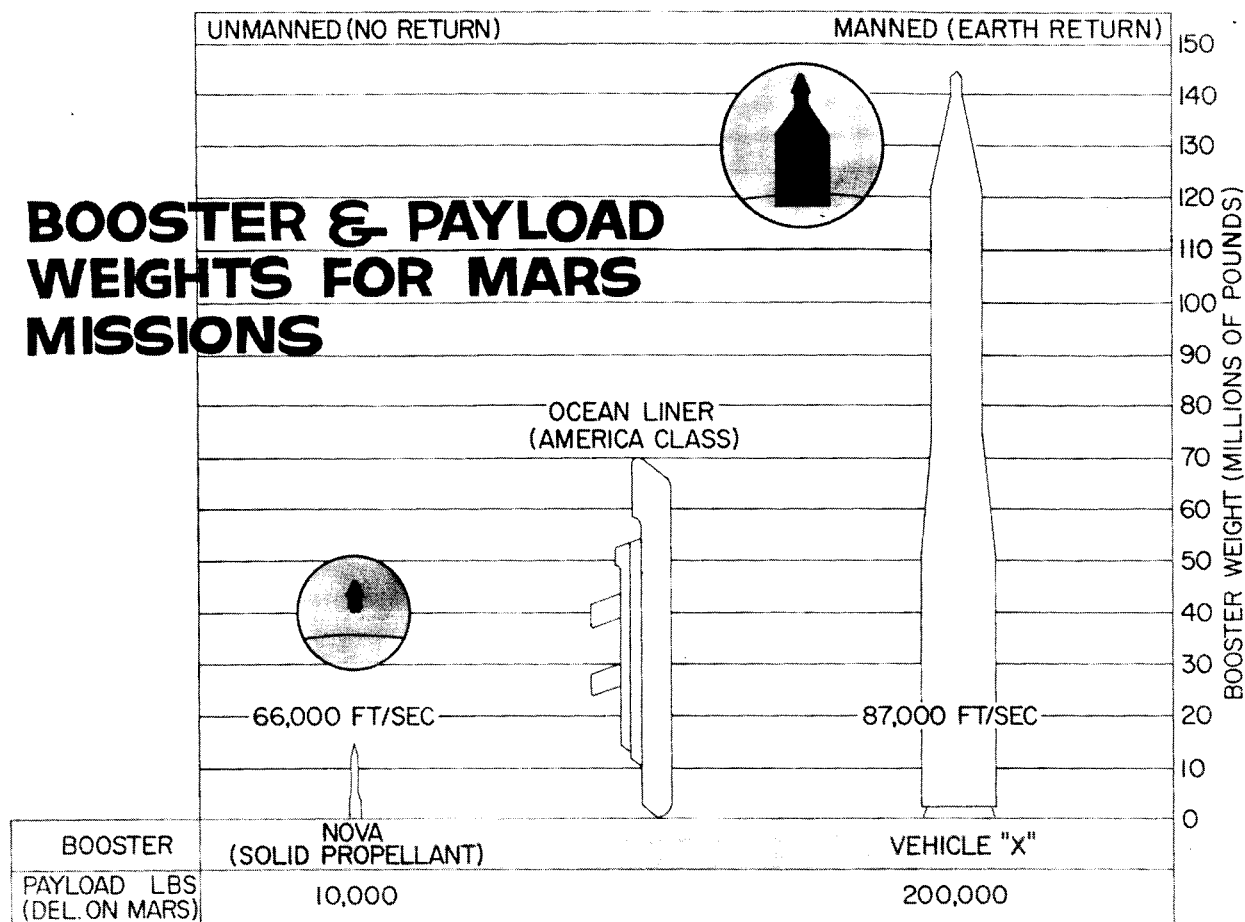 UNMANNED (NO RETURN)
MANNED (EARTH RETURN)
BOOSTER & PAYLOAD
WEIGHTS FOR MARS
MISSIONS
OCEAN LINER
(AMERICA CLASS)
66,000 FT/SEC
87,000 FT/SEC
150
140
130
120
110
100
90
80
70
60
50
40
30
20
10
0
BOOSTER WEIGHT (MILLIONS OF POUNDS)
BOOSTER
NOVA
(SOLID PROPELLANT)
VEHICLE "X"
PAYLOAD LBS
(DEL. ON MARS)
10,000
200,000